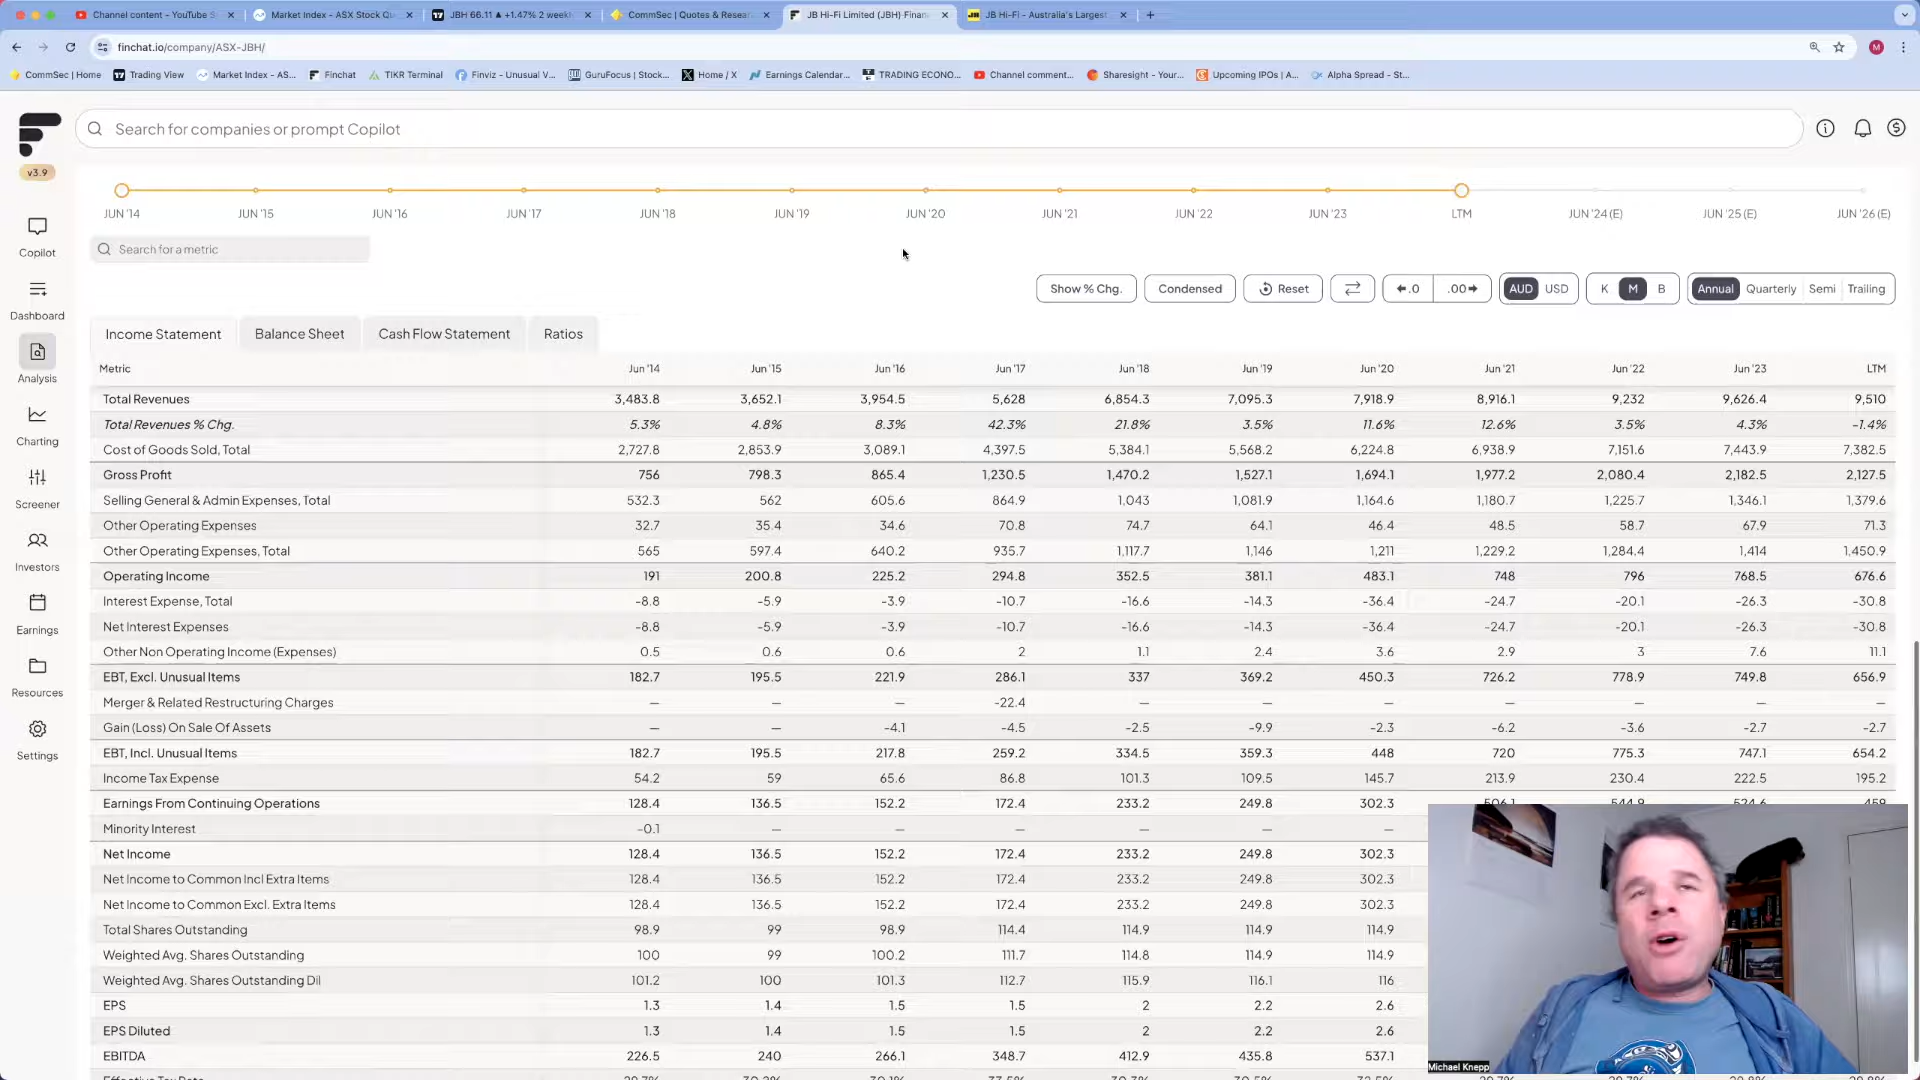 Channel content - YouTube S
Market Index - ASX Stock Qu
JBH 66.11 ▲ +1.47% 2 weekl
CommSec | Quotes & Resear
JB Hi-Fi Limited (JBH) Finan
JB Hi-Fi - Australia's Largest
finchat.io/company/ASX-JBH/
M
CommSec | Home
Trading View
Market Index - AS...
Finchat
TIKR Terminal
Finviz - Unusual V...
GuruFocus | Stock...
Home / X
Earnings Calendar...
TRADING ECONO...
Channel comment...
Sharesight - Your...
Upcoming IPOs | A...
Alpha Spread - St...
Search for companies or prompt Copilot
v3.9
Copilot
Dashboard
Analysis
Charting
Screener
Investors
Earnings
Resources
Settings
JUN '14 JUN '15 JUN '16 JUN '17 JUN '18 JUN '19 JUN '20 JUN '21 JUN '22 JUN '23 LTM JUN '24 (E) JUN '25 (E) JUN '26 (E)
Search for a metric
Show % Chg. Condensed Reset .0 .00 AUD USD K M B Annual Quarterly Semi Trailing
Income Statement Balance Sheet Cash Flow Statement Ratios
Metric Jun '14 Jun '15 Jun '16 Jun '17 Jun '18 Jun '19 Jun '20 Jun '21 Jun '22 Jun '23 LTM
Total Revenues 3,483.8 3,652.1 3,954.5 5,628 6,854.3 7,095.3 7,918.9 8,916.1 9,232 9,626.4 9,510
Total Revenues % Chg. 5.3% 4.8% 8.3% 42.3% 21.8% 3.5% 11.6% 12.6% 3.5% 4.3% -1.4%
Cost of Goods Sold, Total 2,727.8 2,853.9 3,089.1 4,397.5 5,384.1 5,568.2 6,224.8 6,938.9 7,151.6 7,443.9 7,382.5
Gross Profit 756 798.3 865.4 1,230.5 1,470.2 1,527.1 1,694.1 1,977.2 2,080.4 2,182.5 2,127.5
Selling General & Admin Expenses, Total 532.3 562 605.6 864.9 1,043 1,081.9 1,164.6 1,180.7 1,225.7 1,346.1 1,379.6
Other Operating Expenses 32.7 35.4 34.6 70.8 74.7 64.1 46.4 48.5 58.7 67.9 71.3
Other Operating Expenses, Total 565 597.4 640.2 935.7 1,117.7 1,146 1,211 1,229.2 1,284.4 1,414 1,450.9
Operating Income 191 200.8 225.2 294.8 352.5 381.1 483.1 748 796 768.5 676.6
Interest Expense, Total -8.8 -5.9 -3.9 -10.7 -16.6 -14.3 -36.4 -24.7 -20.1 -26.3 -30.8
Net Interest Expenses -8.8 -5.9 -3.9 -10.7 -16.6 -14.3 -36.4 -24.7 -20.1 -26.3 -30.8
Other Non Operating Income (Expenses) 0.5 0.6 0.6 2 1.1 2.4 3.6 2.9 3 7.6 11.1
EBT, Excl. Unusual Items 182.7 195.5 221.9 286.1 337 369.2 450.3 726.2 778.9 749.8 656.9
Merger & Related Restructuring Charges — — — -22.4 — — — — — — —
Gain (Loss) On Sale Of Assets — — -4.1 -4.5 -2.5 -9.9 -2.3 -6.2 -3.6 -2.7 -2.7
EBT, Incl. Unusual Items 182.7 195.5 217.8 259.2 334.5 359.3 448 720 775.3 747.1 654.2
Income Tax Expense 54.2 59 65.6 86.8 101.3 109.5 145.7 213.9 230.4 222.5 195.2
Earnings From Continuing Operations 128.4 136.5 152.2 172.4 233.2 249.8 302.3 506.1 544.9 524.6 459
Minority Interest -0.1 — — — — — —
Net Income 128.4 136.5 152.2 172.4 233.2 249.8 302.3
Net Income to Common Incl Extra Items 128.4 136.5 152.2 172.4 233.2 249.8 302.3
Net Income to Common Excl. Extra Items 128.4 136.5 152.2 172.4 233.2 249.8 302.3
Total Shares Outstanding 98.9 99 98.9 114.4 114.9 114.9 114.9
Weighted Avg. Shares Outstanding 100 99 100.2 111.7 114.8 114.9 114.9
Weighted Avg. Shares Outstanding Dil 101.2 100 101.3 112.7 115.9 116.1 116
EPS 1.3 1.4 1.5 1.5 2 2.2 2.6
EPS Diluted 1.3 1.4 1.5 1.5 2 2.2 2.6
EBITDA 226.5 240 266.1 348.7 412.9 435.8 537.1
Michael Knepp